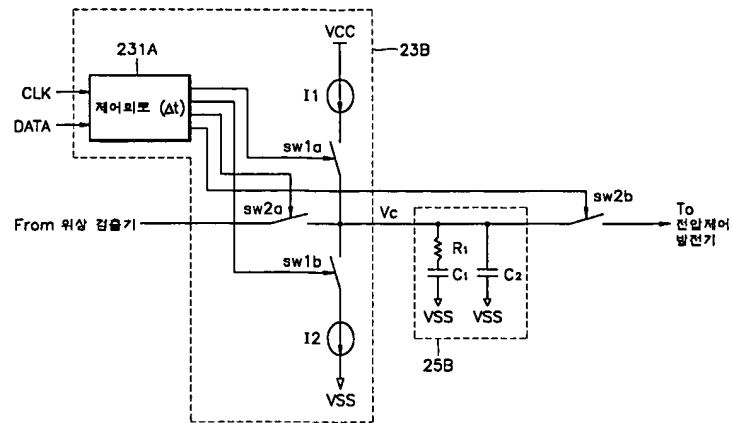 231A
VCC
23B
CLK
제어회로 (Δt)
I1
DATA
sw1a
sw2a
Vc
sw2b
From 위상 검출기
To
전압제어
발전기
R1
C1
C2
sw1b
VSS
VSS
I2
25B
VSS